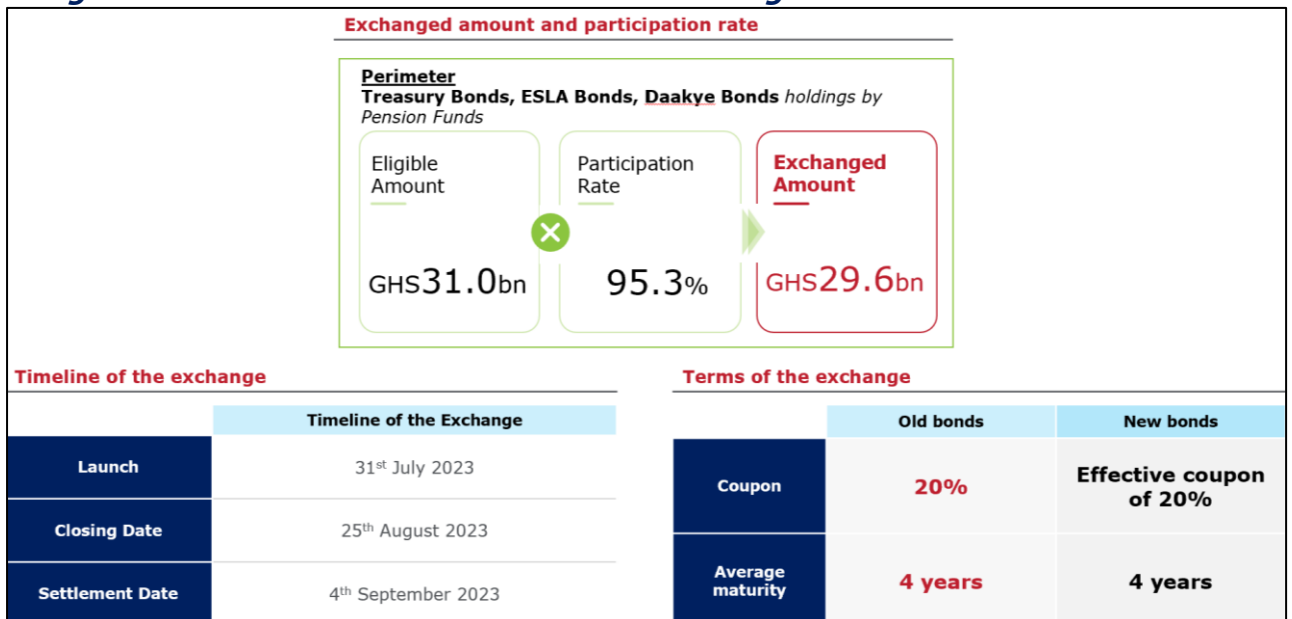 Exchanged amount and participation rate
Perimeter
Treasury Bonds, ESLA Bonds, Daakye Bonds holdings by
Pension Funds
Eligible
Amount
GHS31.0bn
Participation
Rate
95.3%
Exchanged
Amount
GHS29.6bn
Timeline of the exchange
Timeline of the Exchange
Launch
31st July 2023
Closing Date
25th August 2023
Settlement Date
4th September 2023
Terms of the exchange
Old bonds
New bonds
Coupon
20%
Effective coupon
of 20%
Average
maturity
4 years
4 years